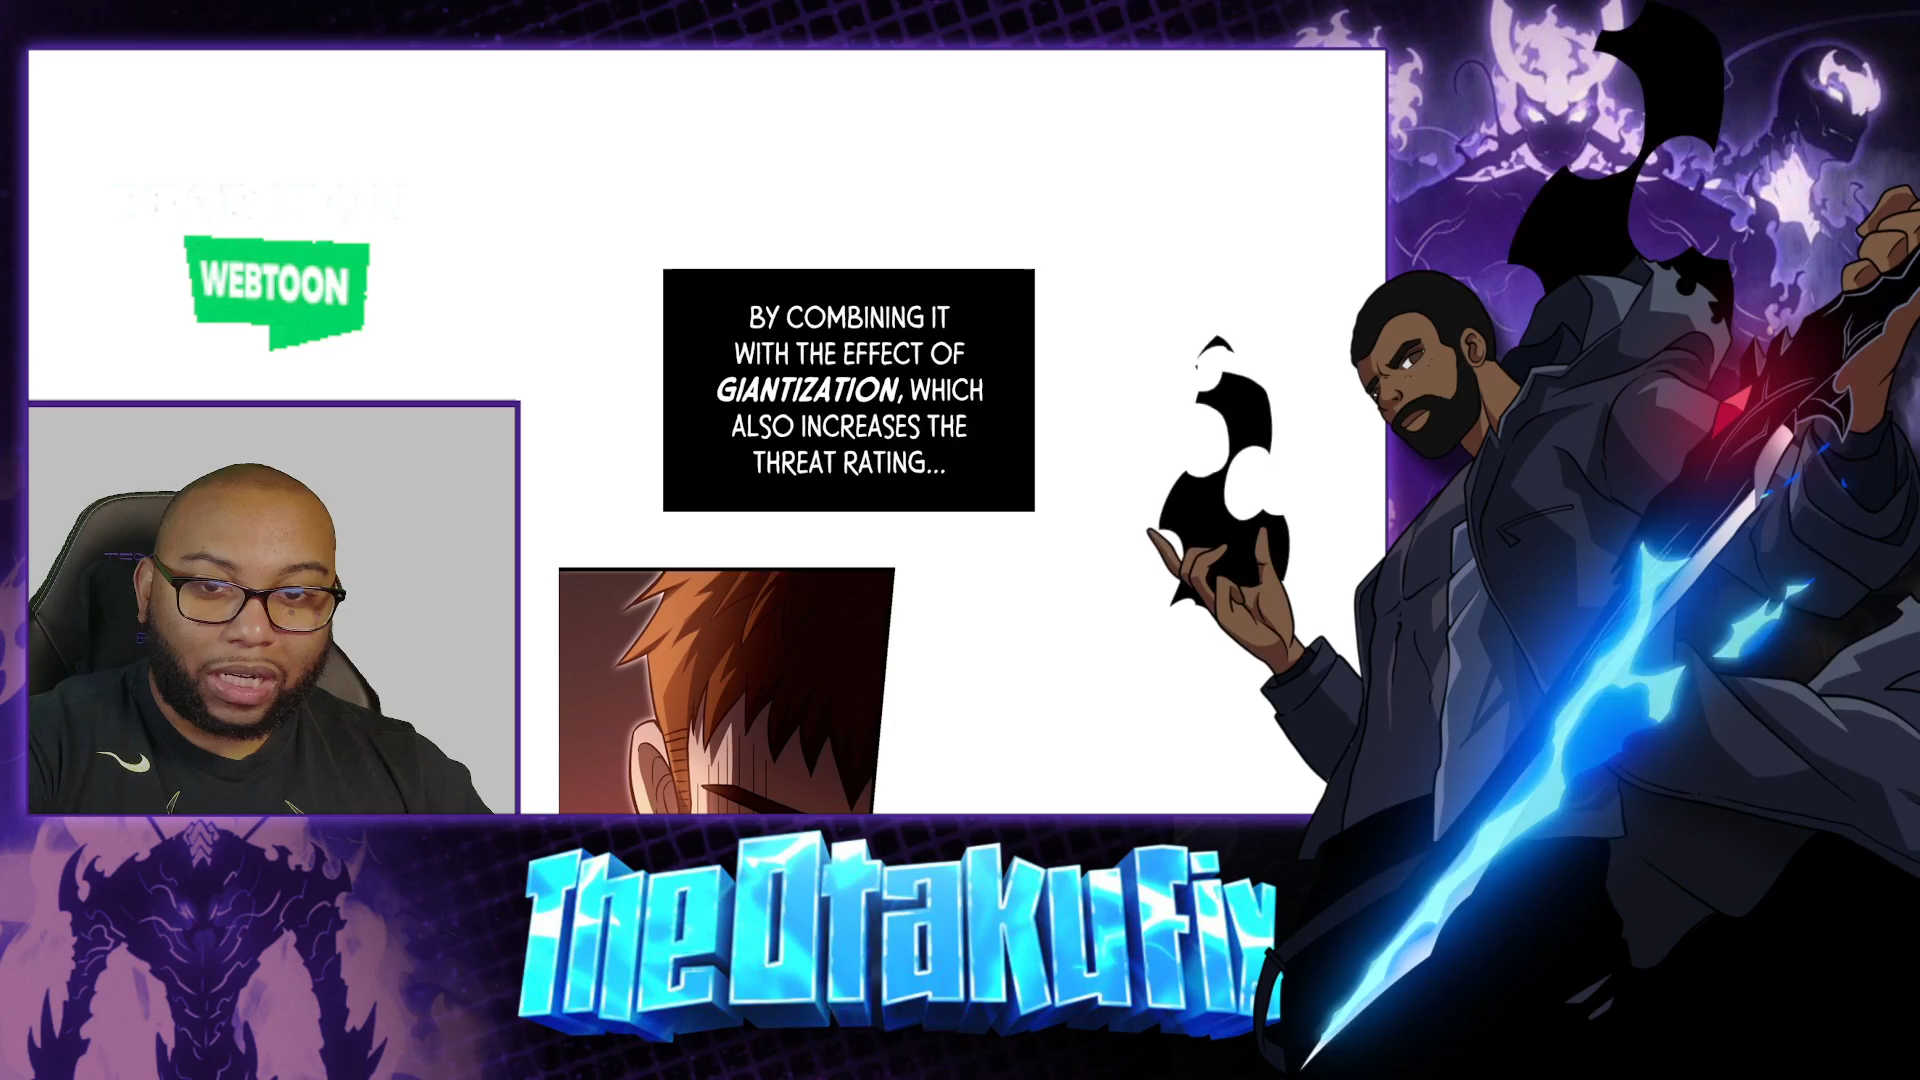 WEBTOON
BY COMBINING IT
WITH THE EFFECT OF
GIANTIZATION, WHICH
ALSO INCREASES THE
THREAT RATING...
TheOtakuFix